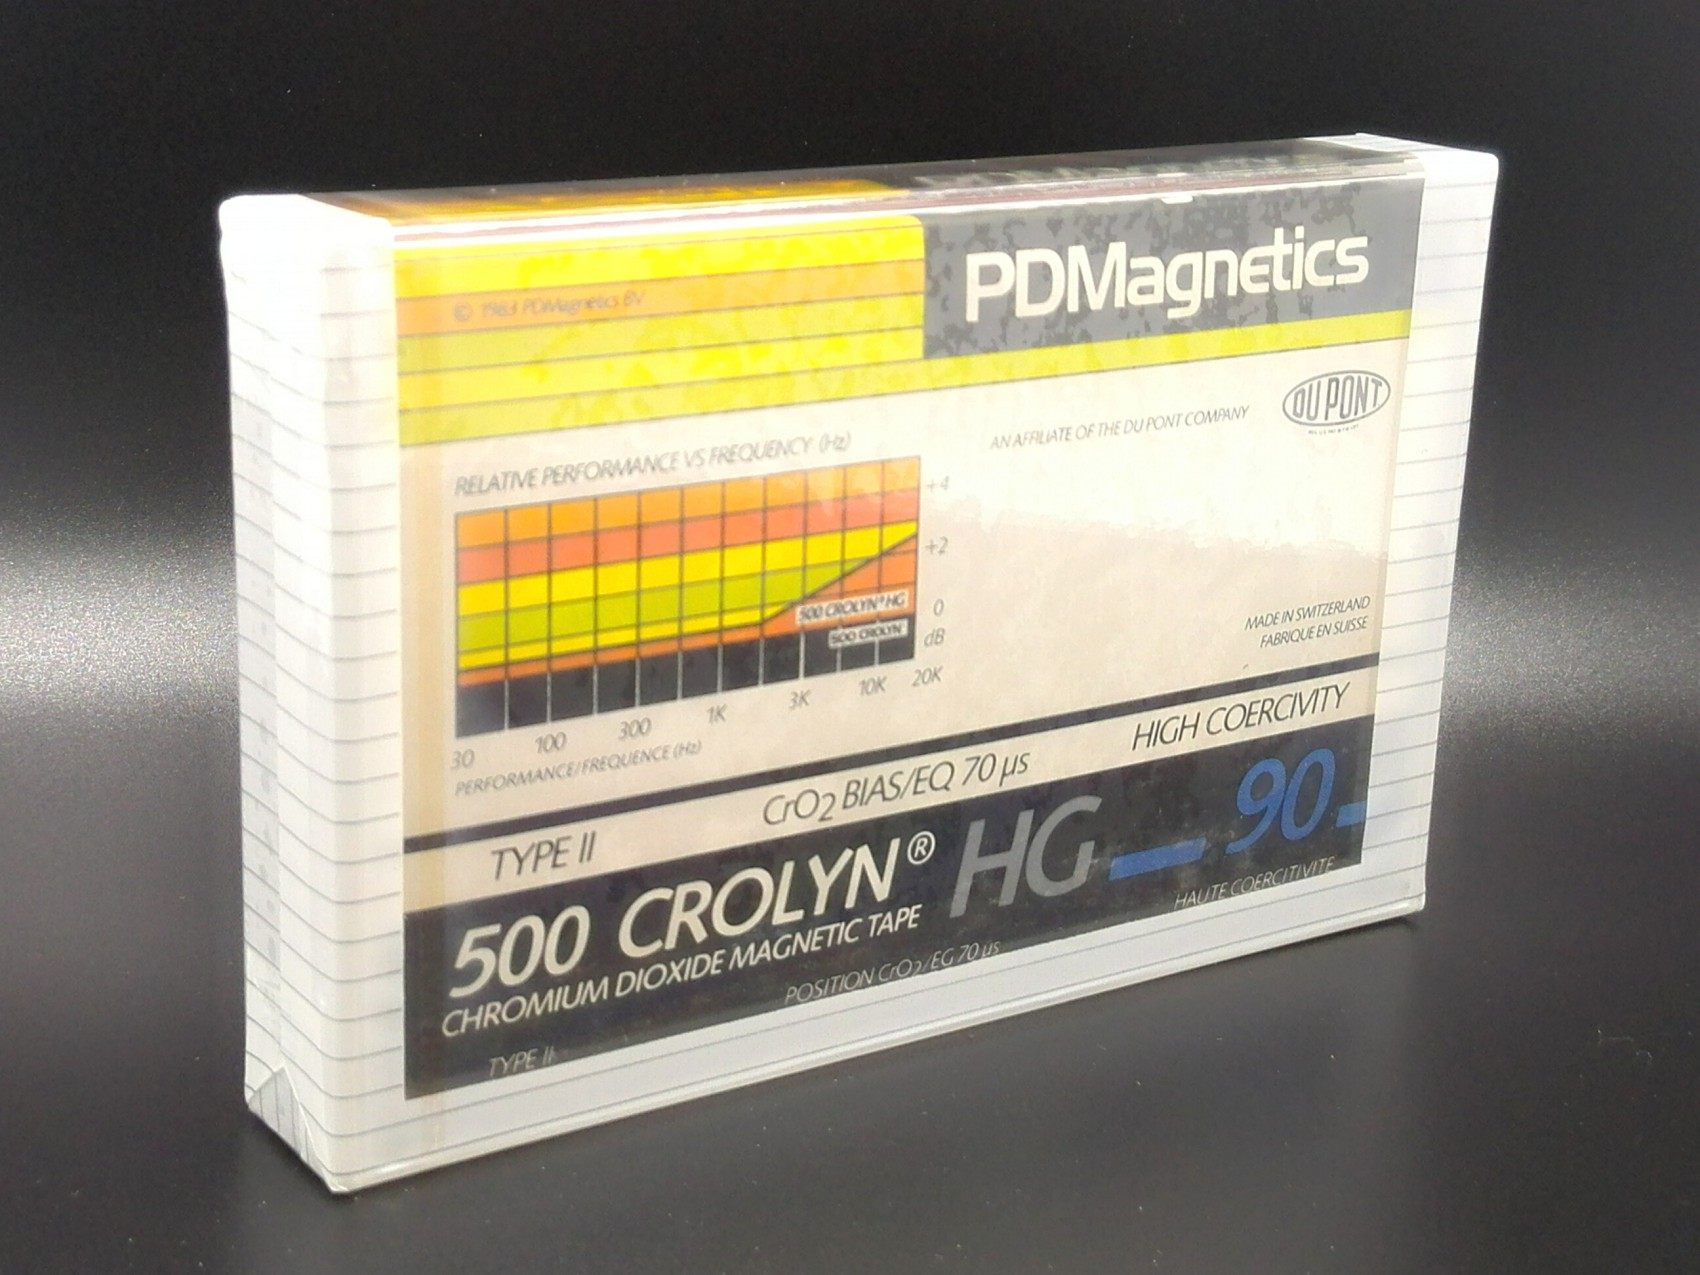 © 1983 PDMagnetics BV
PDMagnetics
AN AFFILIATE OF THE DU PONT COMPANY
DU PONT
RELATIVE PERFORMANCE VS FREQUENCY (Hz)
+4
+2
0
dB
500 CROLYN® HG
500 CROLYN
30 100 300 1K 3K 10K 20K
PERFORMANCE/FREQUENCE (Hz)
MADE IN SWITZERLAND
FABRIQUE EN SUISSE
TYPE II CrO2 BIAS/EQ 70 µs HIGH COERCIVITY
500 CROLYN® HG 90
CHROMIUM DIOXIDE MAGNETIC TAPE
TYPE II POSITION CrO2/EG 70 µs HAUTE COERCITIVITE